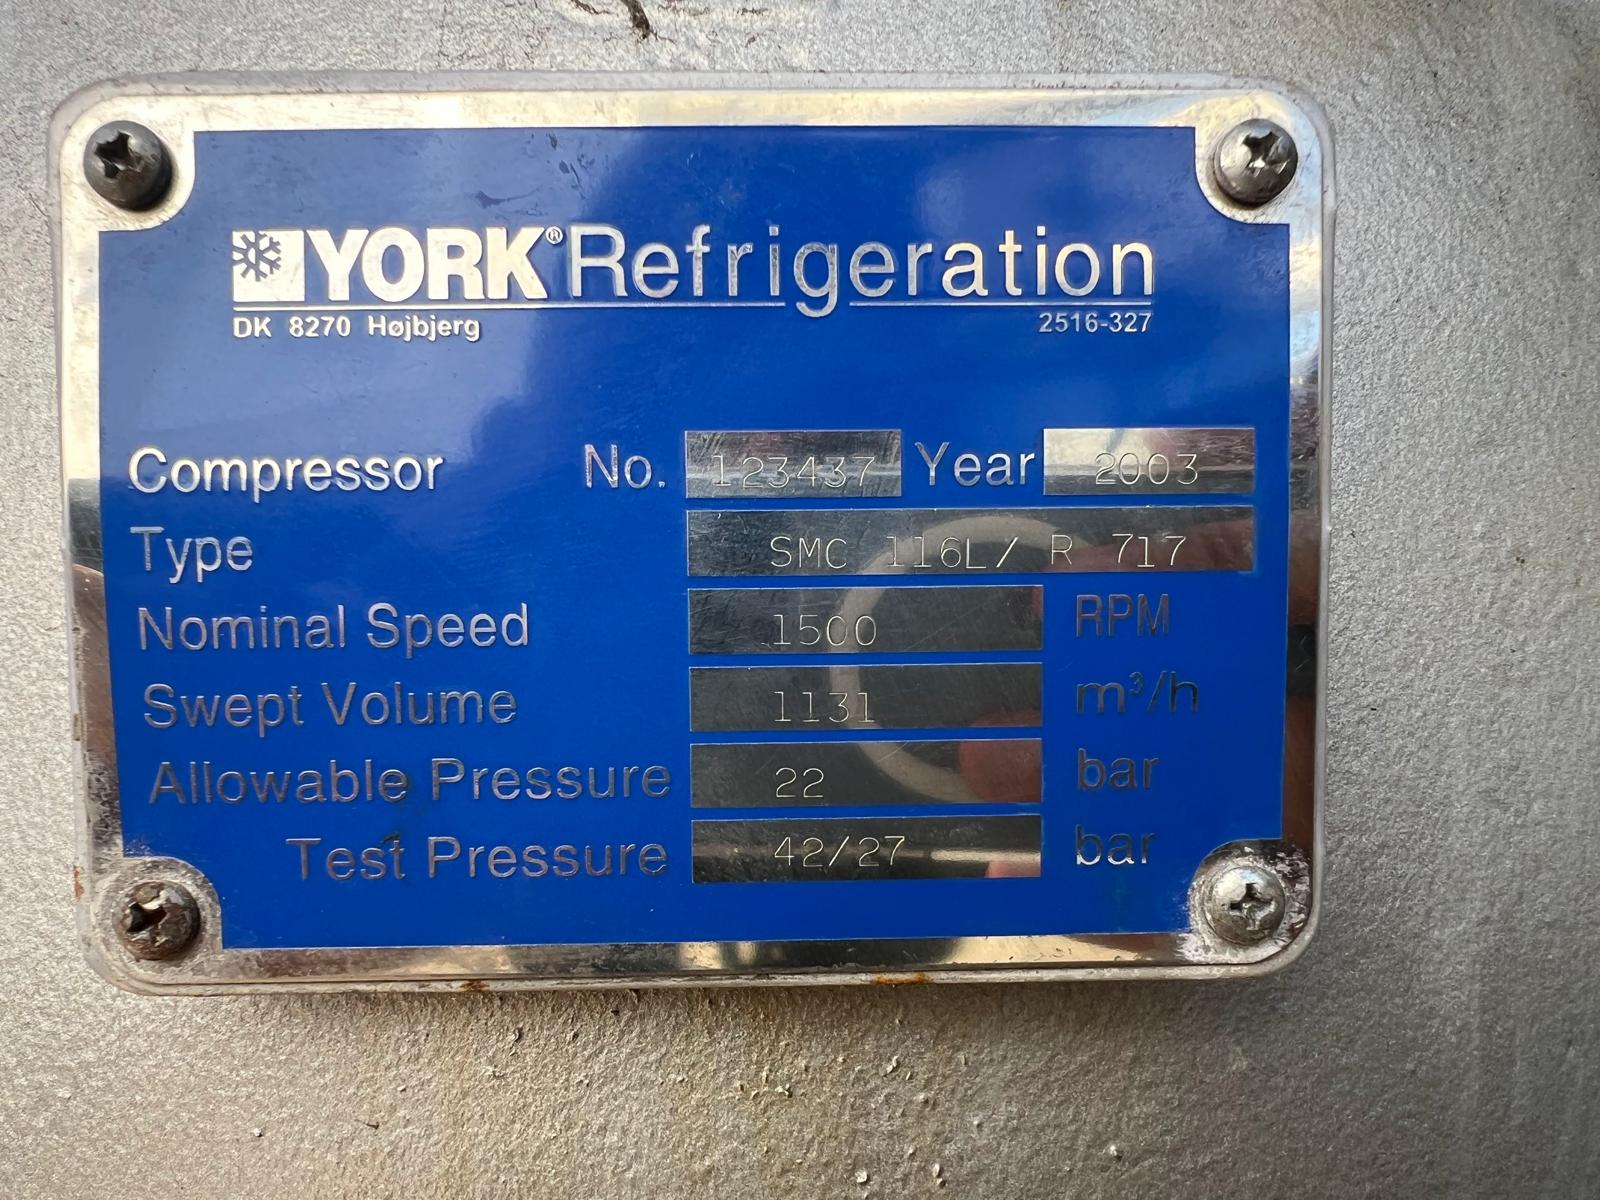 YORK® Refrigeration
DK 8270 Højbjerg 2516-327
Compressor No. 123437 Year 2003
Type SMC 116L/ R 717
Nominal Speed 1500 RPM
Swept Volume 1131 m³/h
Allowable Pressure 22 bar
Test Pressure 42/27 bar